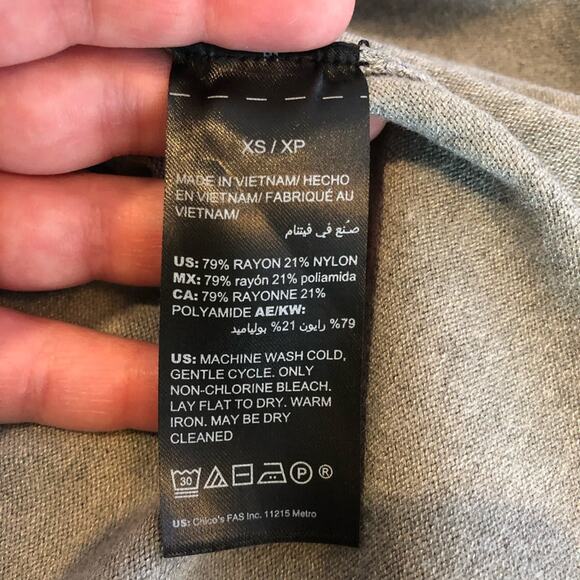 XS / XP
MADE IN VIETNAM/ HECHO
EN VIETNAM/ FABRIQUÉ AU
VIETNAM/
صُنع في فيتنام
US: 79% RAYON 21% NYLON
MX: 79% rayón 21% poliamida
CA: 79% RAYONNE 21%
POLYAMIDE AE/KW:
79% رايون 21% بولياميد
US: MACHINE WASH COLD,
GENTLE CYCLE. ONLY
NON-CHLORINE BLEACH.
LAY FLAT TO DRY. WARM
IRON. MAY BE DRY
CLEANED
30 P ®
US: Chico's FAS Inc. 11215 Metro